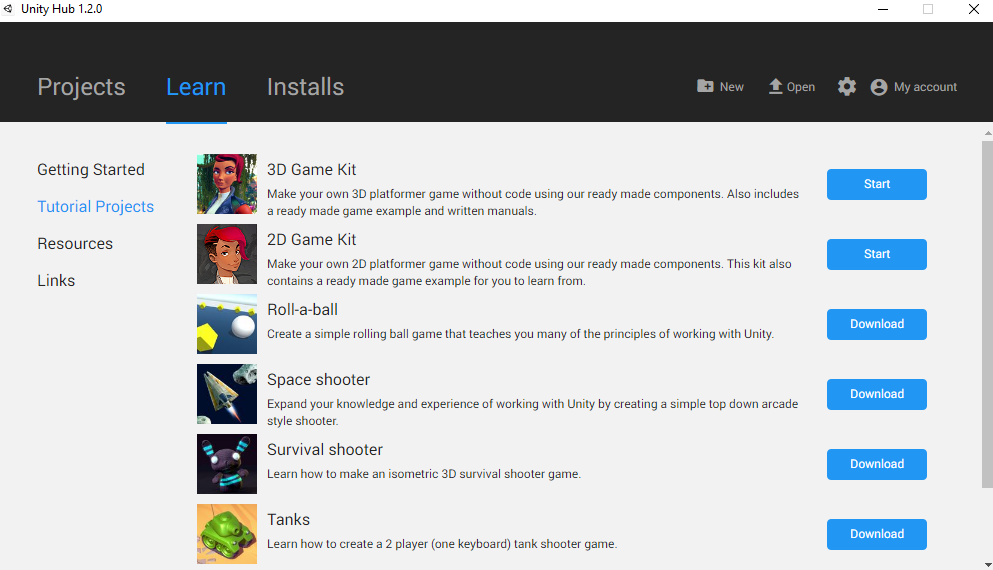 Unity Hub 1.2.0
Projects
Learn
Installs
New
Open
My account
Getting Started
Tutorial Projects
Resources
Links
3D Game Kit
Make your own 3D platformer game without code using our ready made components. Also includes
a ready made game example and written manuals.
Start
2D Game Kit
Make your own 2D platformer game without code using our ready made components. This kit also
contains a ready made game example for you to learn from.
Start
Roll-a-ball
Create a simple rolling ball game that teaches you many of the principles of working with Unity.
Download
Space shooter
Expand your knowledge and experience of working with Unity by creating a simple top down arcade
style shooter.
Download
Survival shooter
Learn how to make an isometric 3D survival shooter game.
Download
Tanks
Learn how to create a 2 player (one keyboard) tank shooter game.
Download